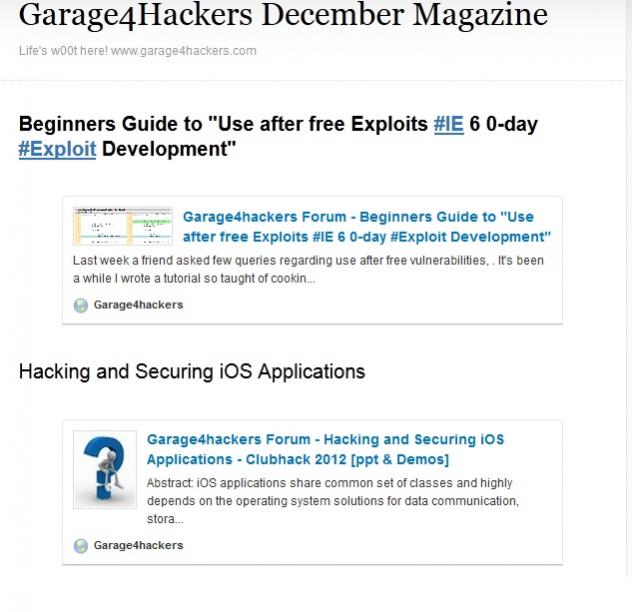 Garage4Hackers December Magazine
Life's w00t here! www.garage4hackers.com
Beginners Guide to "Use after free Exploits #IE 6 0-day
#Exploit Development"
Garage4hackers Forum - Beginners Guide to "Use
after free Exploits #IE 6 0-day #Exploit Development"
Last week a friend asked few queries regarding use after free vulnerabilities, . It's been
a while I wrote a tutorial so taught of cookin...
Garage4hackers
Hacking and Securing iOS Applications
Garage4hackers Forum - Hacking and Securing iOS
Applications - Clubhack 2012 [ppt & Demos]
Abstract: iOS applications share common set of classes and highly
depends on the operating system solutions for data communication,
stora...
Garage4hackers